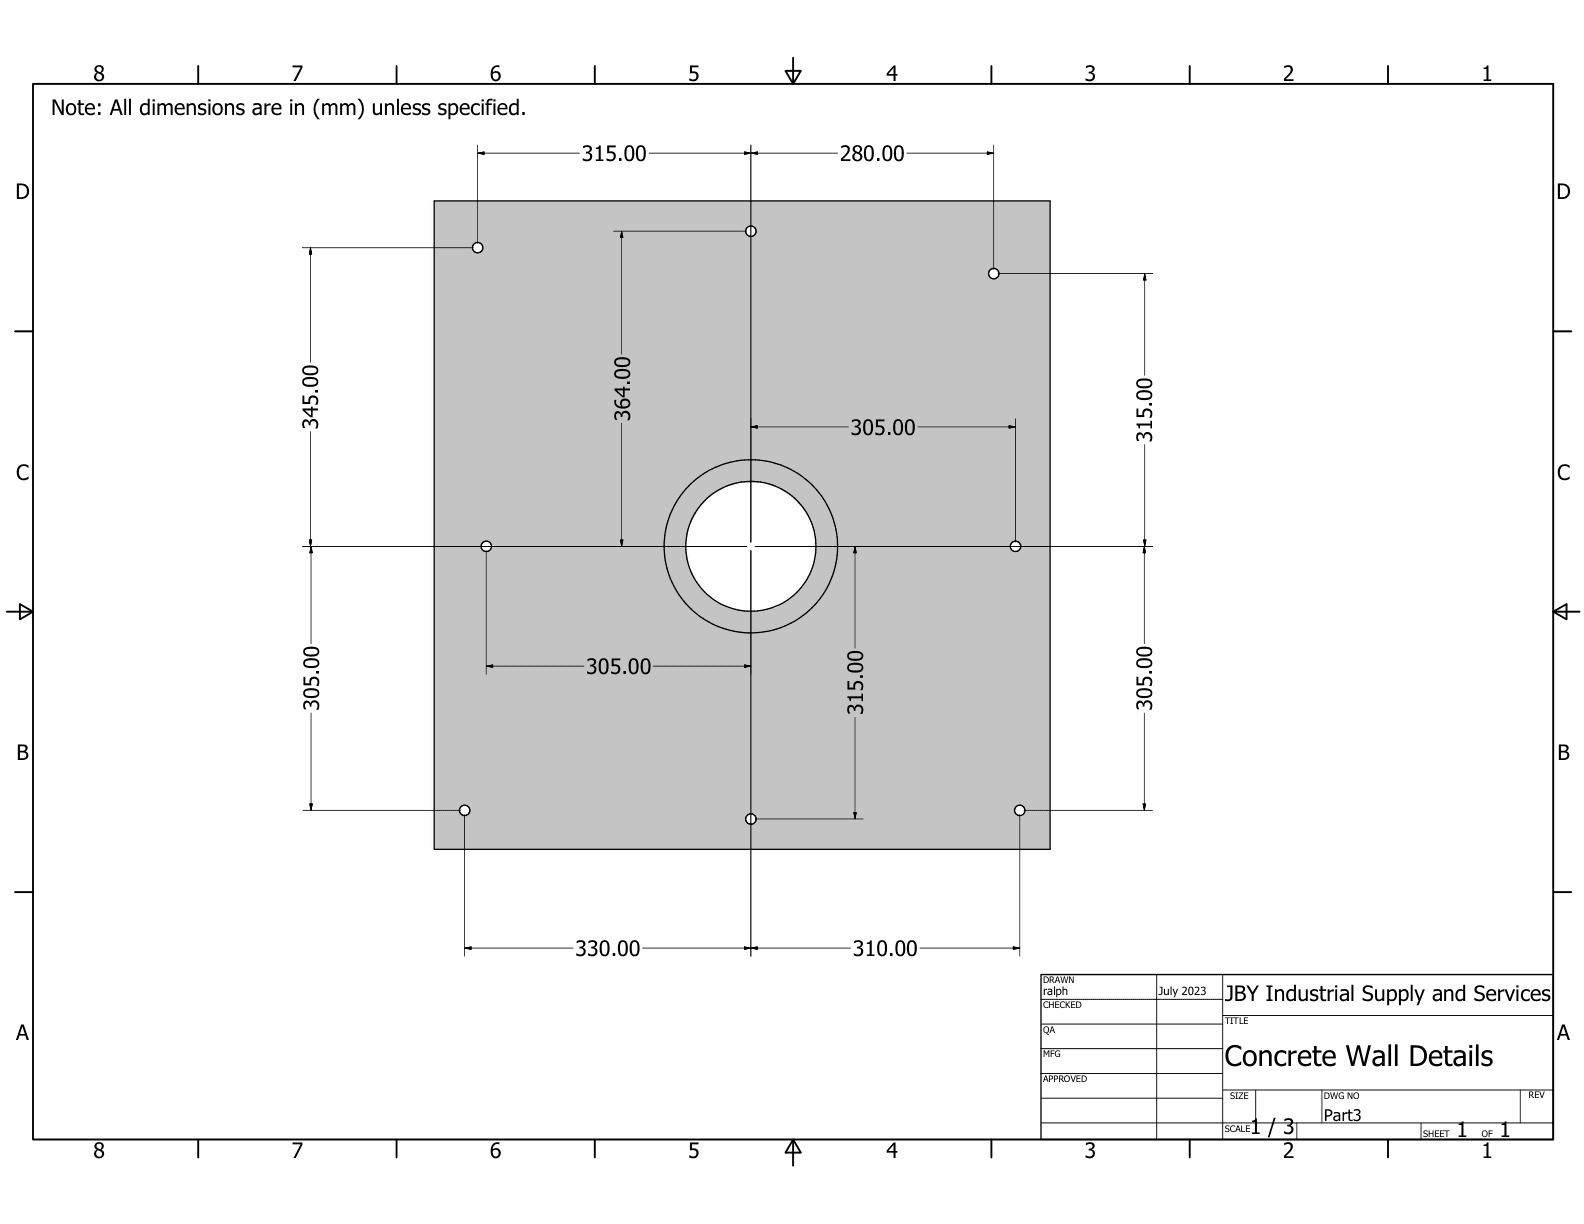 8 7 6 5 4 3 2 1
Note: All dimensions are in (mm) unless specified.
315.00 280.00
D D
345.00
364.00
315.00
305.00
C C
305.00
305.00
315.00
305.00
B B
330.00 310.00
A A
DRAWN
ralph July 2023
CHECKED
QA
MFG
APPROVED
JBY Industrial Supply and Services
TITLE
Concrete Wall Details
SIZE DWG NO REV
Part3
SCALE 1 / 3 SHEET 1 OF 1
8 7 6 5 4 3 2 1